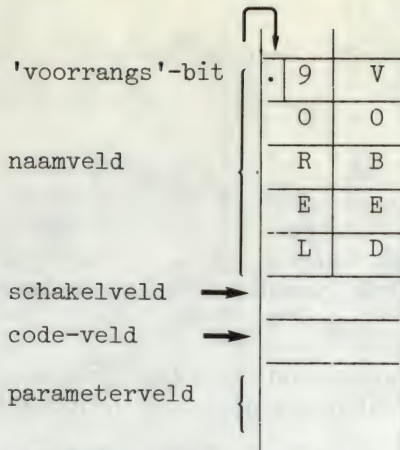 'voorrangs'-bit . 9 V
O O
naamveld R B
E E
L D
schakelveld
code-veld
parameterveld